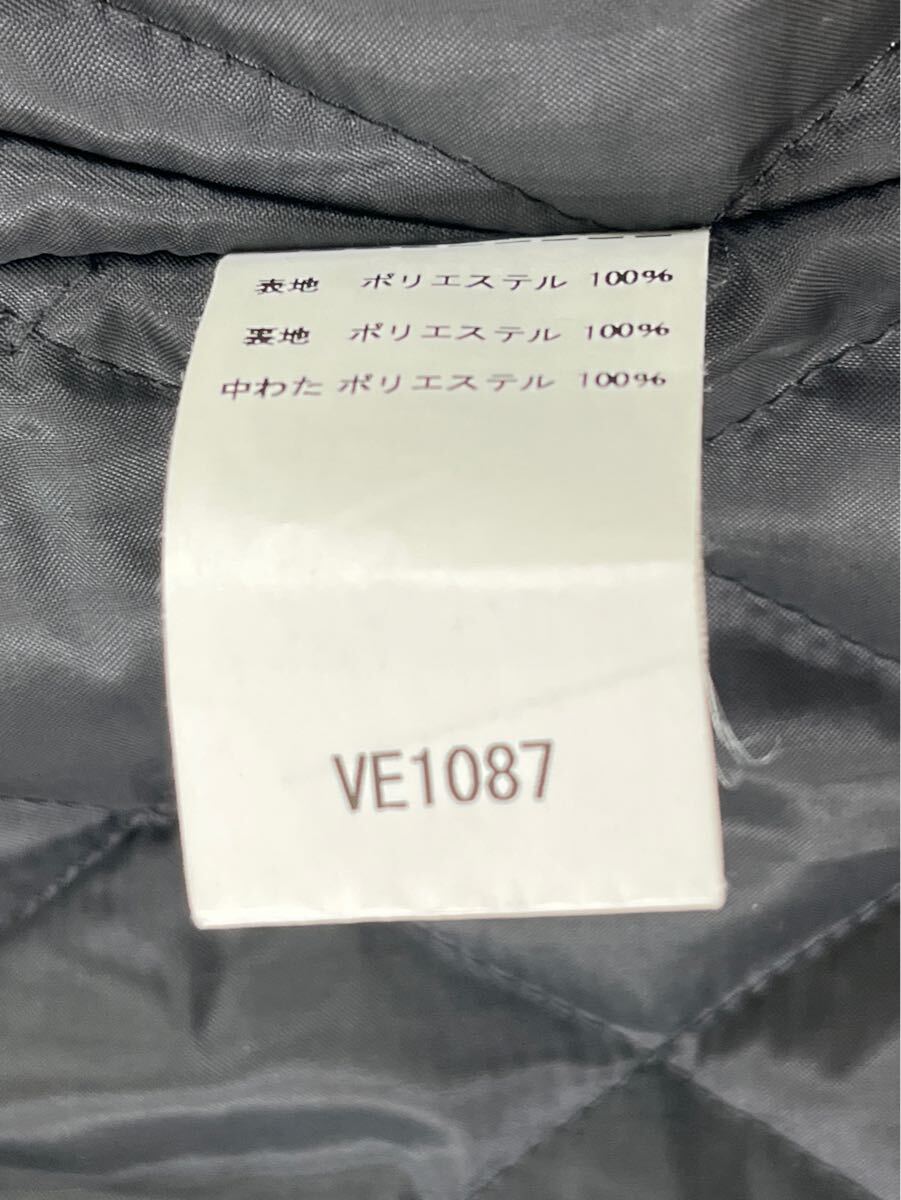 表地 ポリエステル 100%
裏地 ポリエステル 100%
中わた ポリエステル 100%
VE1087